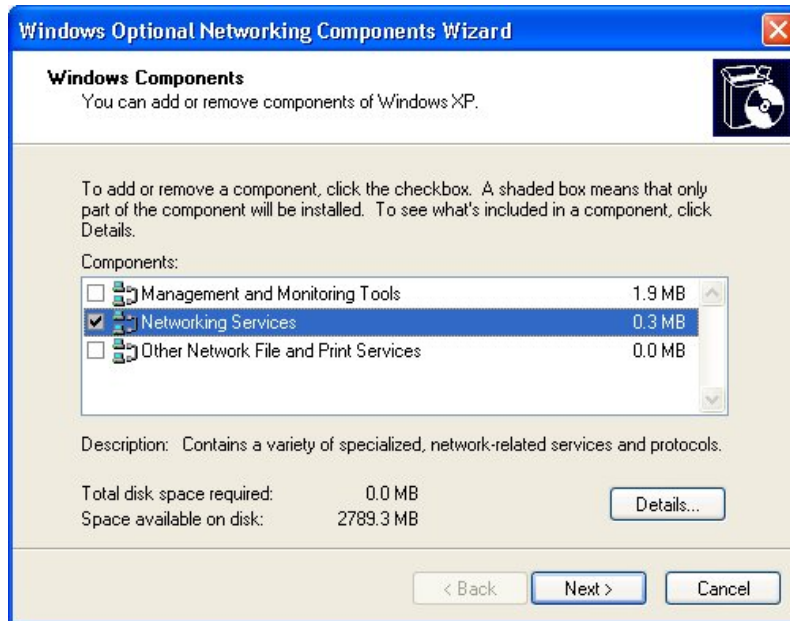 Windows Optional Networking Components Wizard
Windows Components
You can add or remove components of Windows XP.
To add or remove a component, click the checkbox. A shaded box means that only
part of the component will be installed. To see what's included in a component, click
Details.
Components:
Management and Monitoring Tools 1.9 MB
Networking Services 0.3 MB
Other Network File and Print Services 0.0 MB
Description: Contains a variety of specialized, network-related services and protocols.
Total disk space required: 0.0 MB
Space available on disk: 2789.3 MB
Details...
< Back Next > Cancel